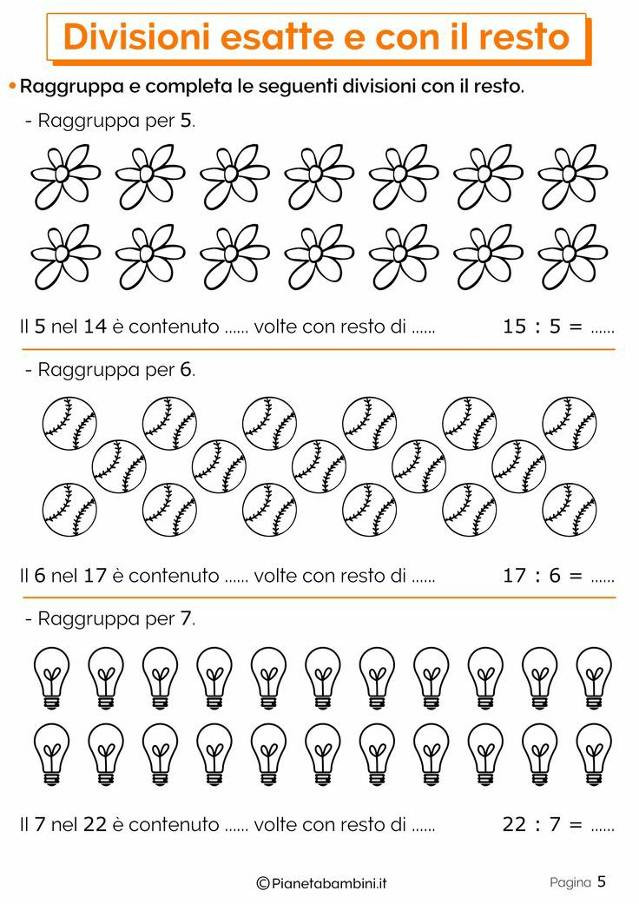 Divisioni esatte e con il resto
• Raggruppa e completa le seguenti divisioni con il resto.
- Raggruppa per 5.
Il 5 nel 14 è contenuto ...... volte con resto di ...... 15 : 5 = ......
- Raggruppa per 6.
Il 6 nel 17 è contenuto ...... volte con resto di ...... 17 : 6 = ......
- Raggruppa per 7.
Il 7 nel 22 è contenuto ...... volte con resto di ...... 22 : 7 = ......
©Pianetabambini.it Pagina 5